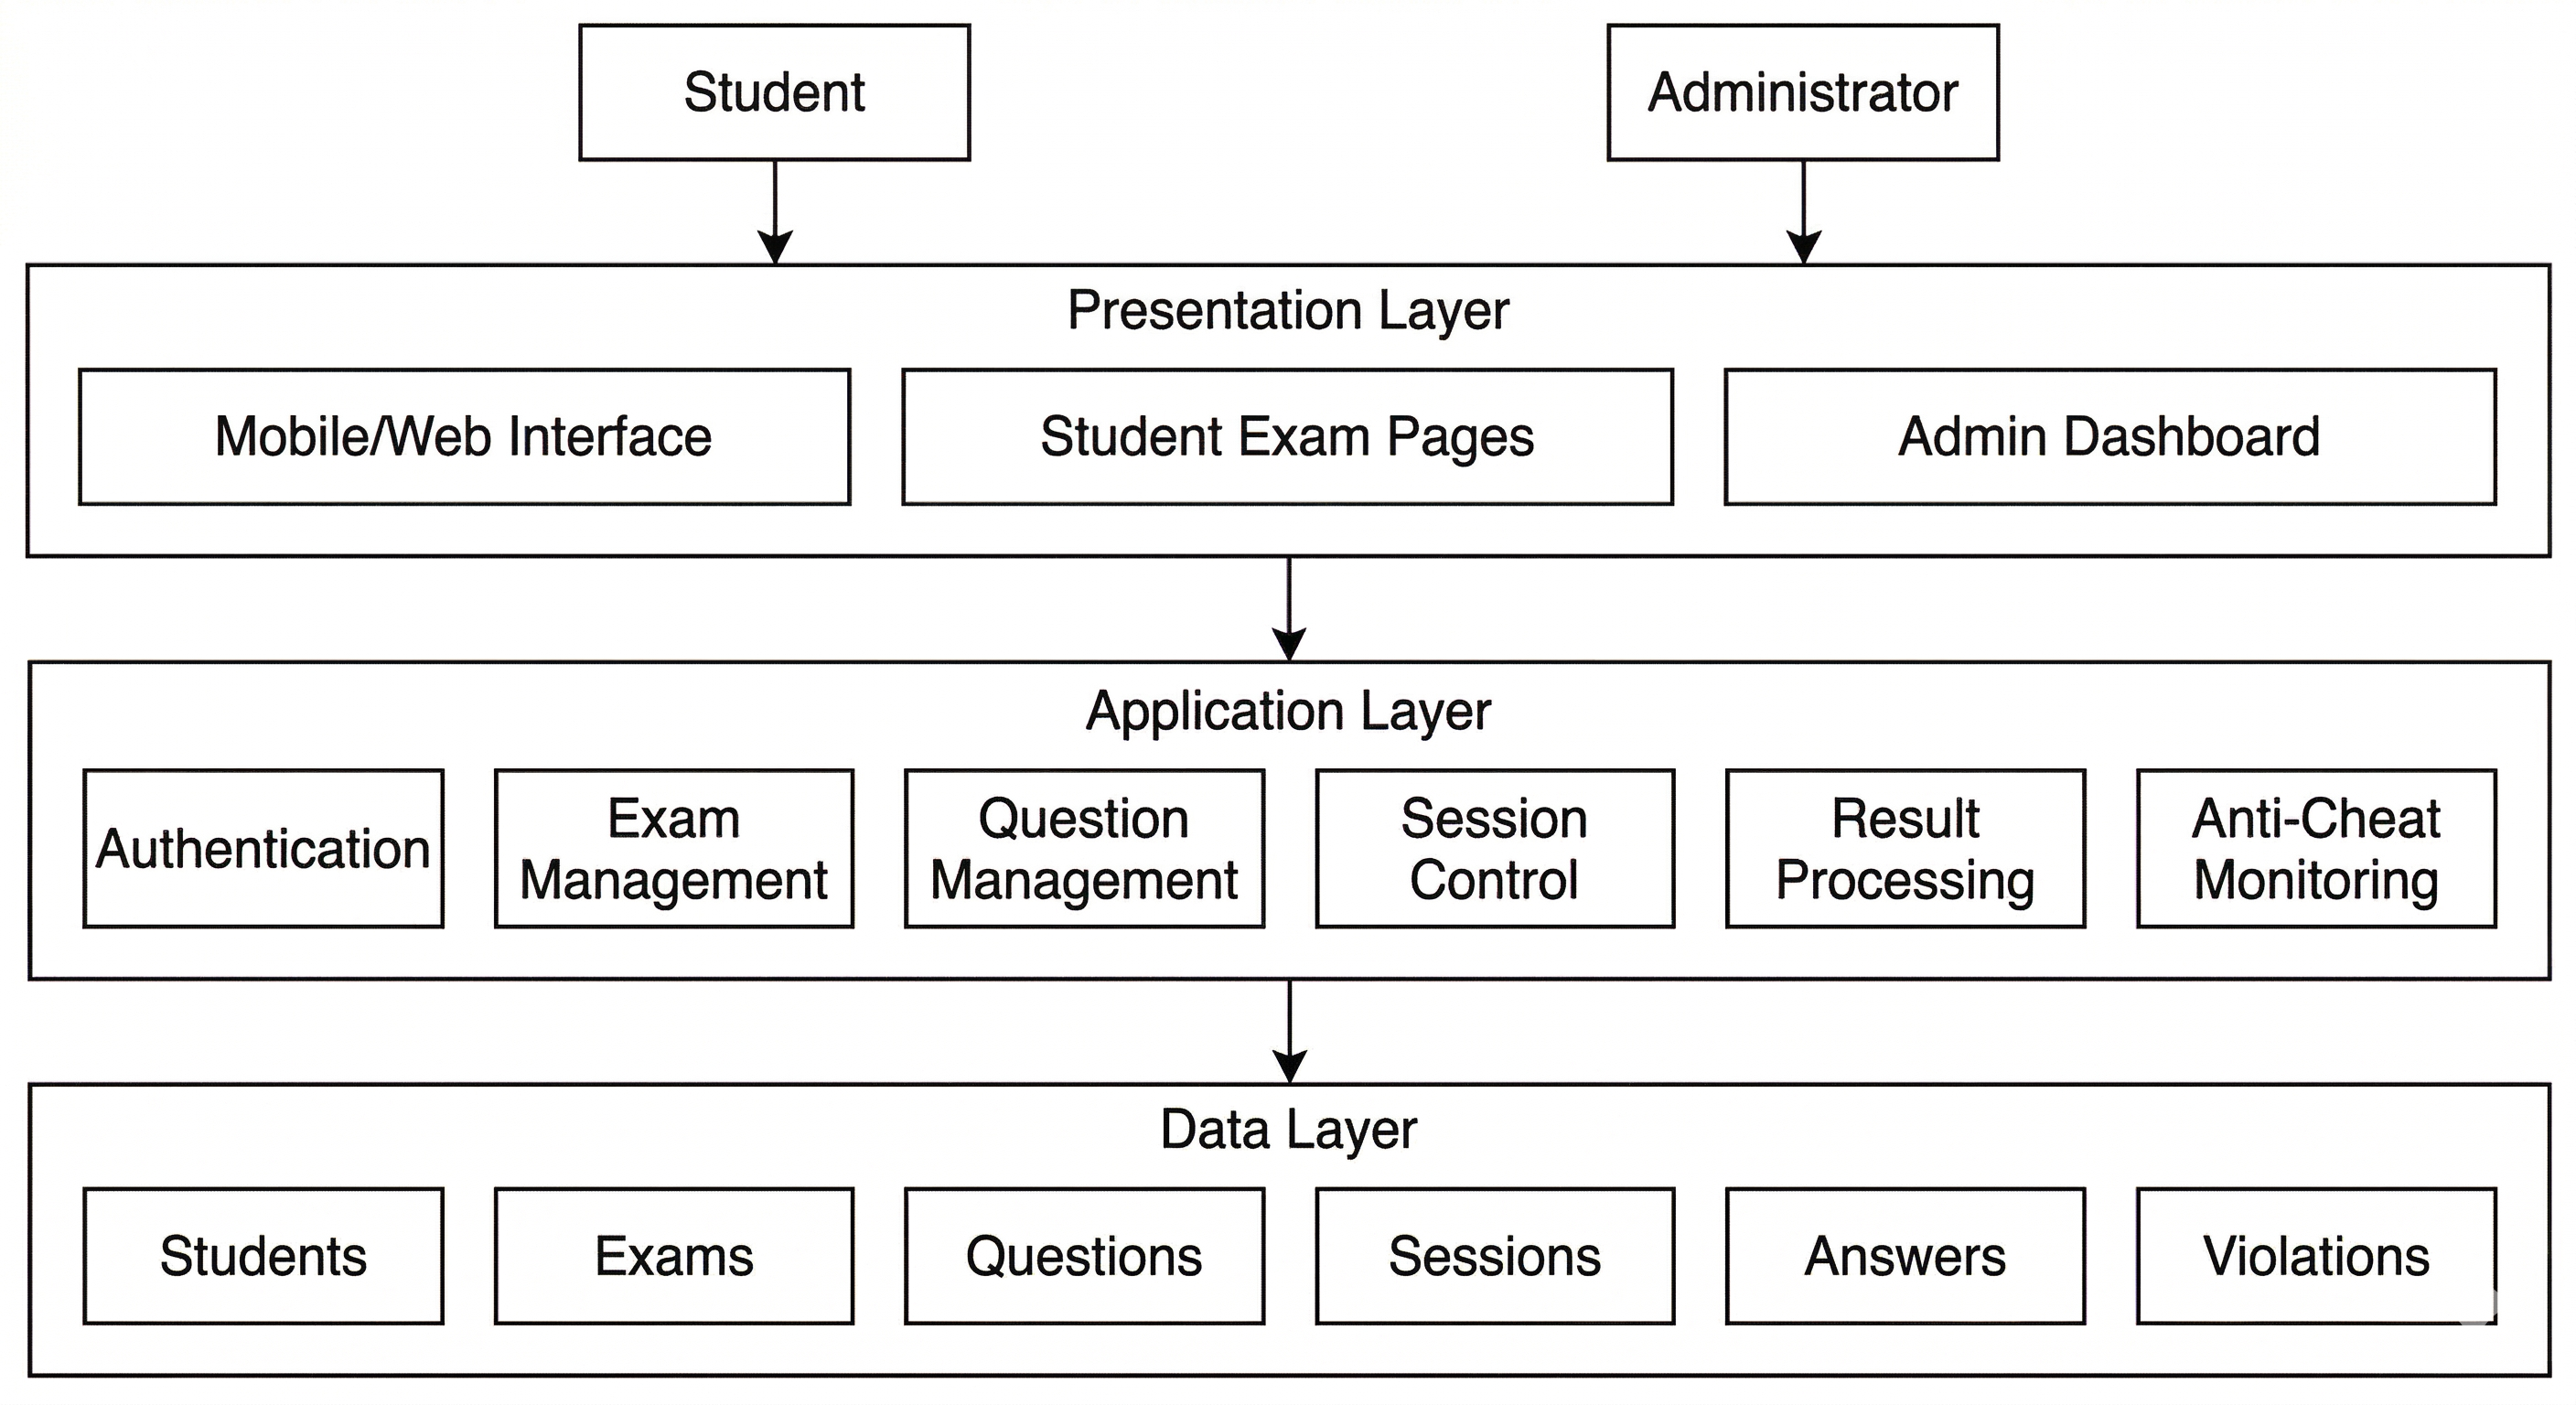 Student
Administrator
Presentation Layer
Mobile/Web Interface
Student Exam Pages
Admin Dashboard
Application Layer
Authentication
Exam
Management
Question
Management
Session
Control
Result
Processing
Anti-Cheat
Monitoring
Data Layer
Students
Exams
Questions
Sessions
Answers
Violations